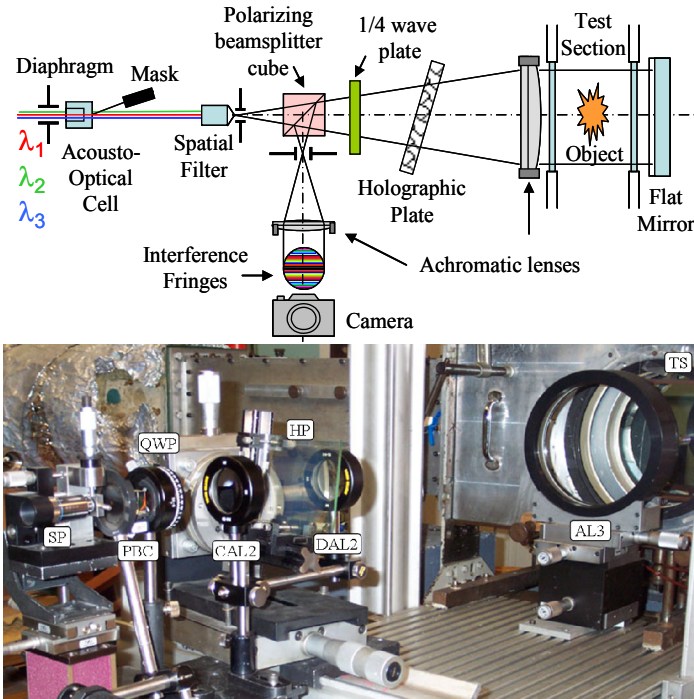 Polarizing
beamsplitter
cube
1/4 wave
plate
Test
Section
Diaphragm
Mask
λ1
λ2
λ3
Acousto-
Optical
Cell
Spatial
Filter
Holographic
Plate
Object
Flat
Mirror
Interference
Fringes
Achromatic lenses
Camera
TS
QWP
HP
SP
PBC
CAL2
DAL2
AL3